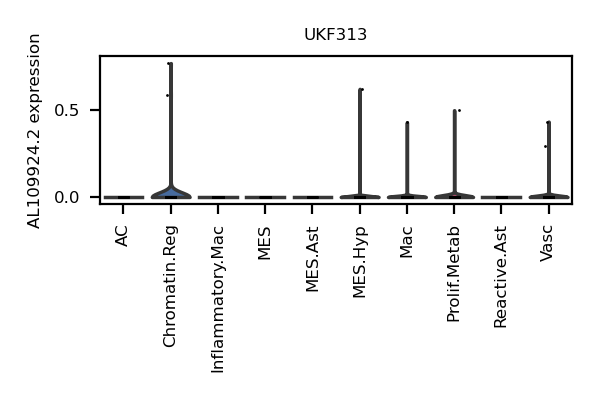 UKF313
AL109924.2 expression
0.5
0.0
AC
Chromatin.Reg
Inflammatory.Mac
MES
MES.Ast
MES.Hyp
Mac
Prolif.Metab
Reactive.Ast
Vasc